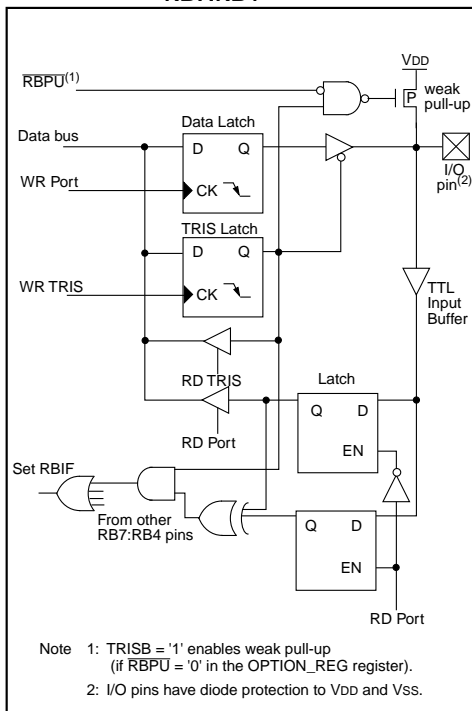 RBPU(1)
VDD
P
weak
pull-up
Data bus
Data Latch
D
Q
WR Port
CK
I/O
pin(2)
TRIS Latch
D
Q
WR TRIS
CK
TTL
Input
Buffer
RD TRIS
Latch
Q
D
RD Port
EN
Set RBIF
From other
RB7:RB4 pins
Q
D
EN
RD Port
Note 1: TRISB = '1' enables weak pull-up
(if RBPU = '0' in the OPTION_REG register).
2: I/O pins have diode protection to VDD and VSS.